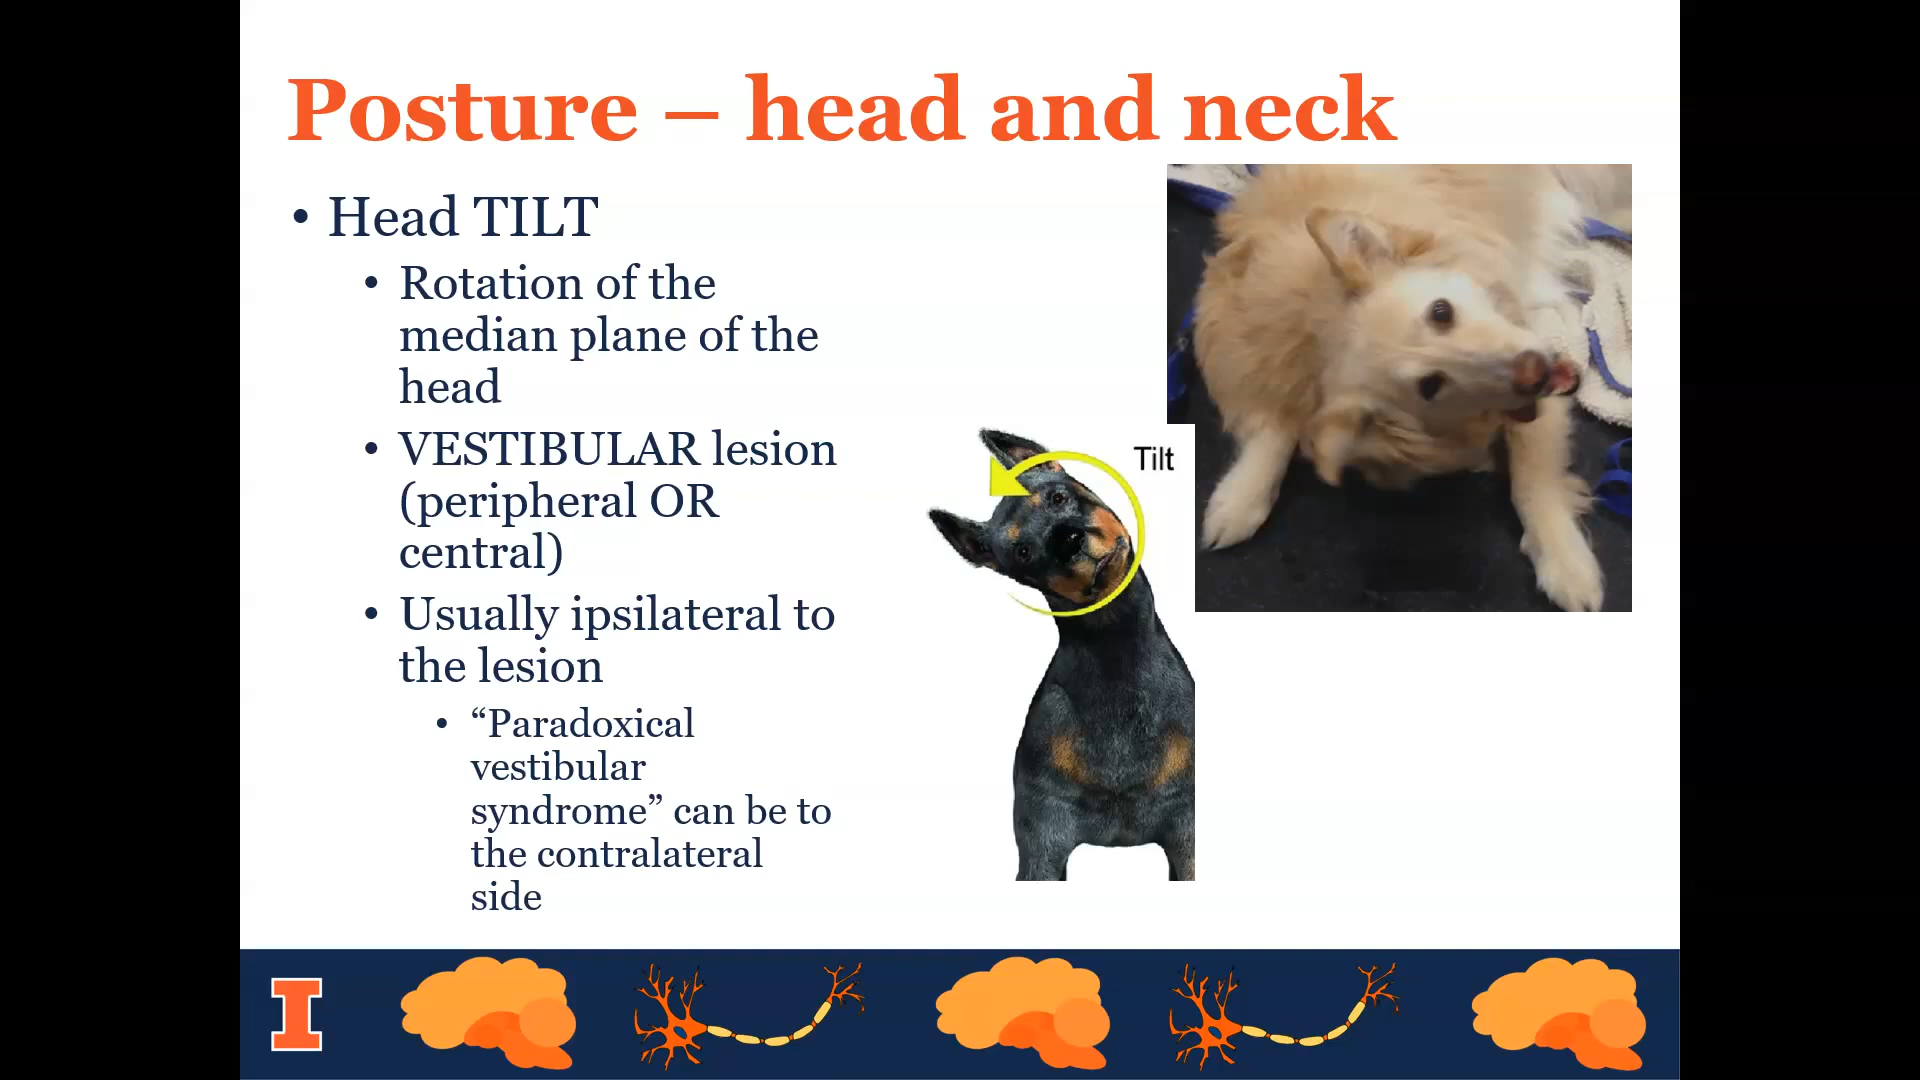 Posture – head and neck
• Head TILT
• Rotation of the
median plane of the
head
• VESTIBULAR lesion
(peripheral OR
central)
• Usually ipsilateral to
the lesion
• “Paradoxical
vestibular
syndrome” can be to
the contralateral
side
Tilt
I